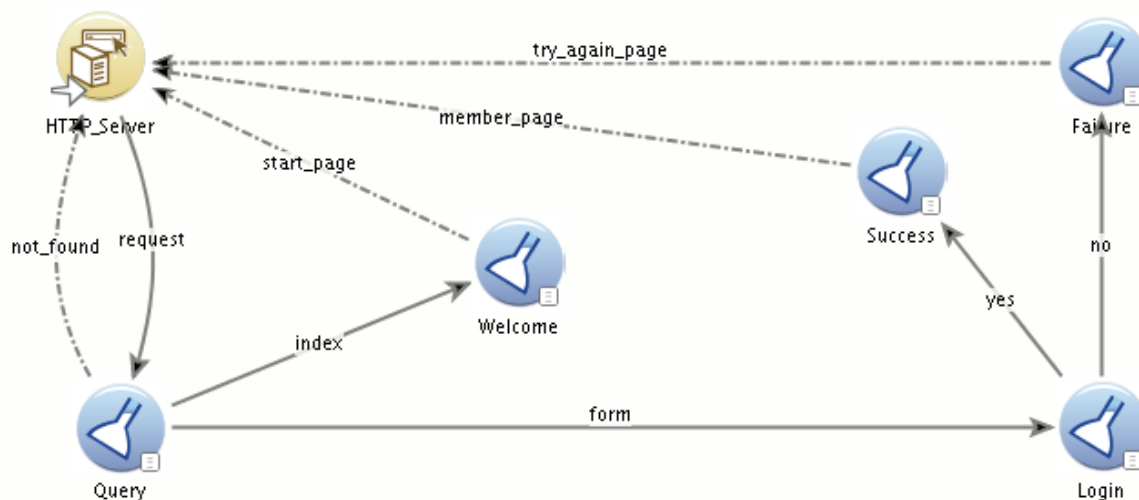 try_again_page
HTTP_Server
Failure
member_page
start_page
not_found
request
Success
no
yes
Welcome
index
form
Query
Login